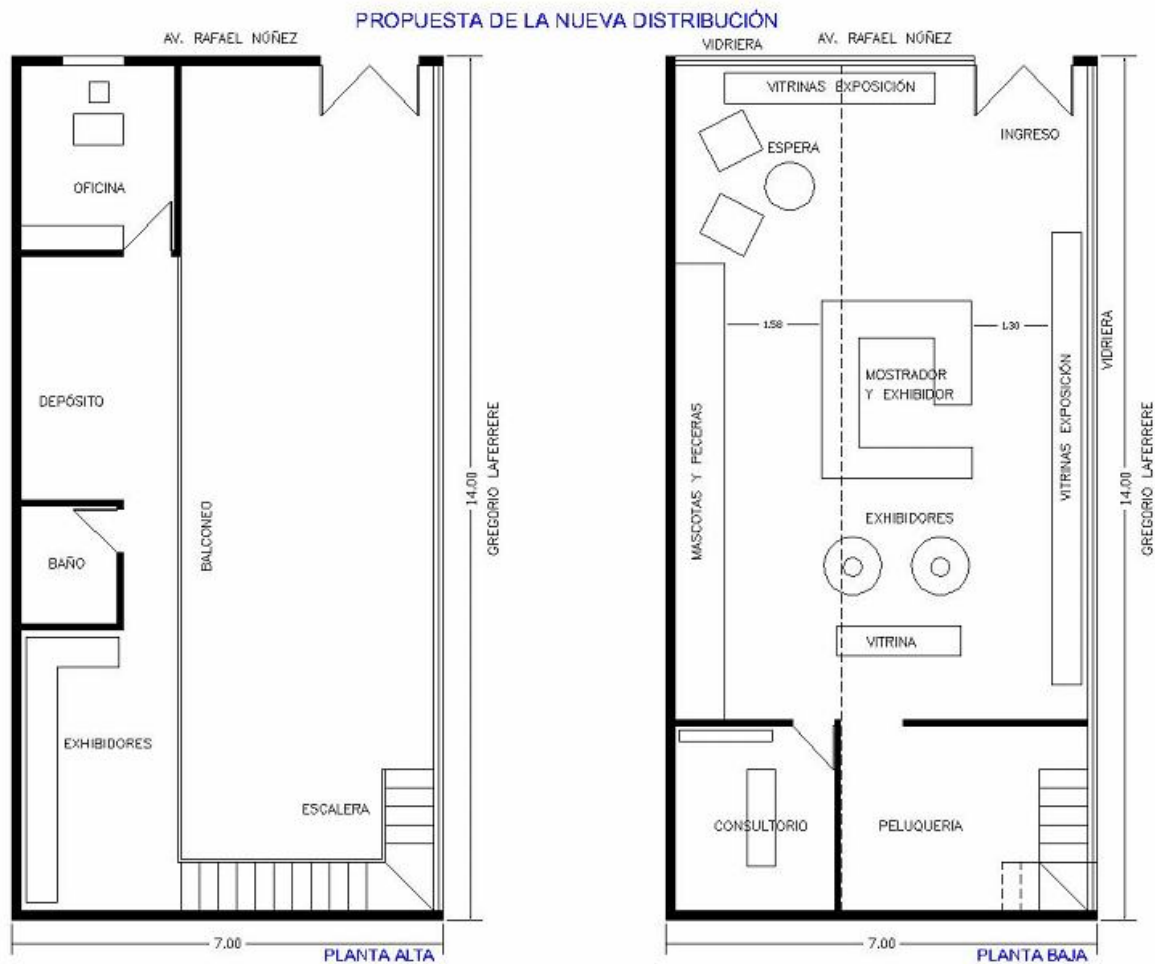 PROPUESTA DE LA NUEVA DISTRIBUCIÓN
AV. RAFAEL NÚÑEZ
OFICINA
DEPÓSITO
BALCONEO
BAÑO
EXHIBIDORES
ESCALERA
14.00
GREGORIO LAFERRERE
7.00
PLANTA ALTA
VIDRIERA
AV. RAFAEL NÚÑEZ
VITRINAS EXPOSICIÓN
INGRESO
ESPERA
1.58
1.30
MOSTRADOR
Y EXHIBIDOR
MASCOTAS Y PECERAS
VITRINAS EXPOSICIÓN
VIDRIERA
EXHIBIDORES
VITRINA
CONSULTORIO
PELUQUERIA
14.00
GREGORIO LAFERRERE
7.00
PLANTA BAJA